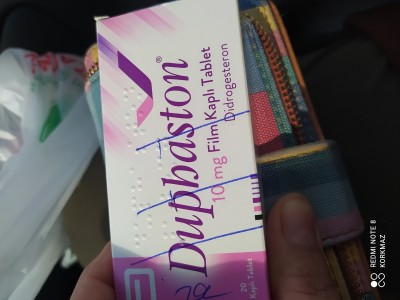 Duphaston®
10 mg Film Kaplı Tablet
Didrogesteron
20
Kaplı Tablet
REDMI NOTE 8
KORKMAZ